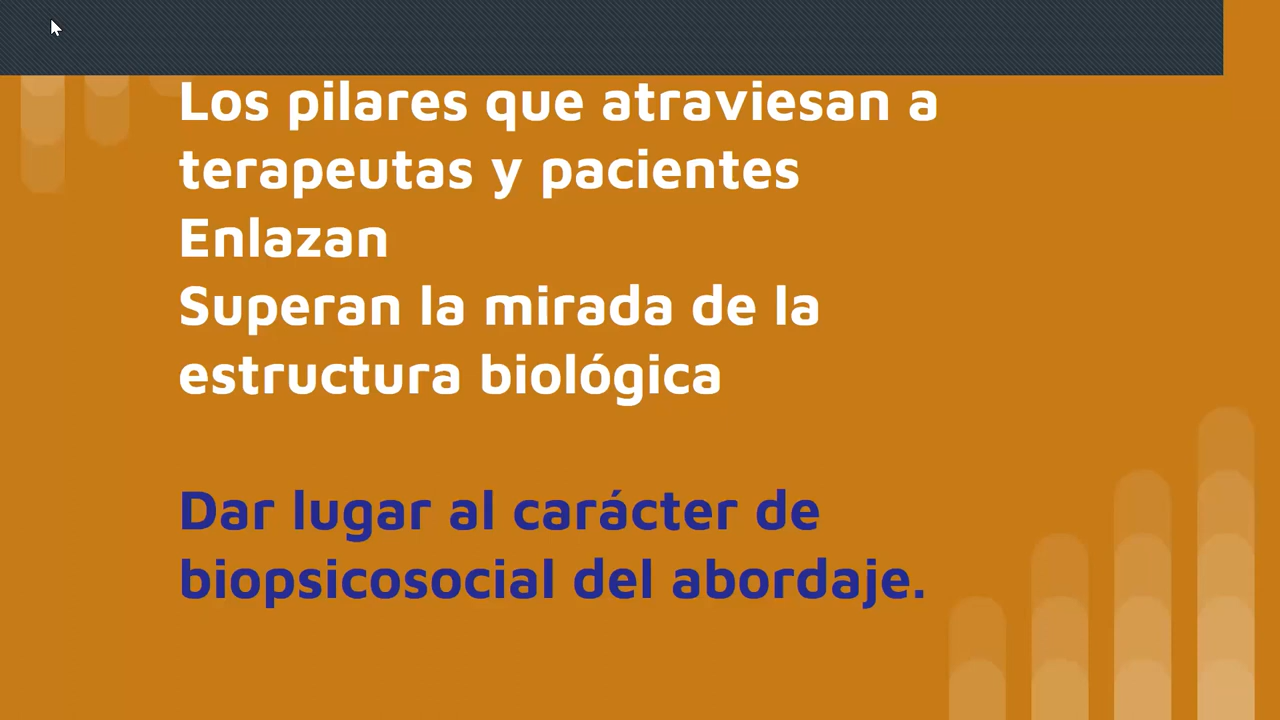 Los pilares que atraviesan a
terapeutas y pacientes
Enlazan
Superan la mirada de la
estructura biológica
Dar lugar al carácter de
biopsicosocial del abordaje.